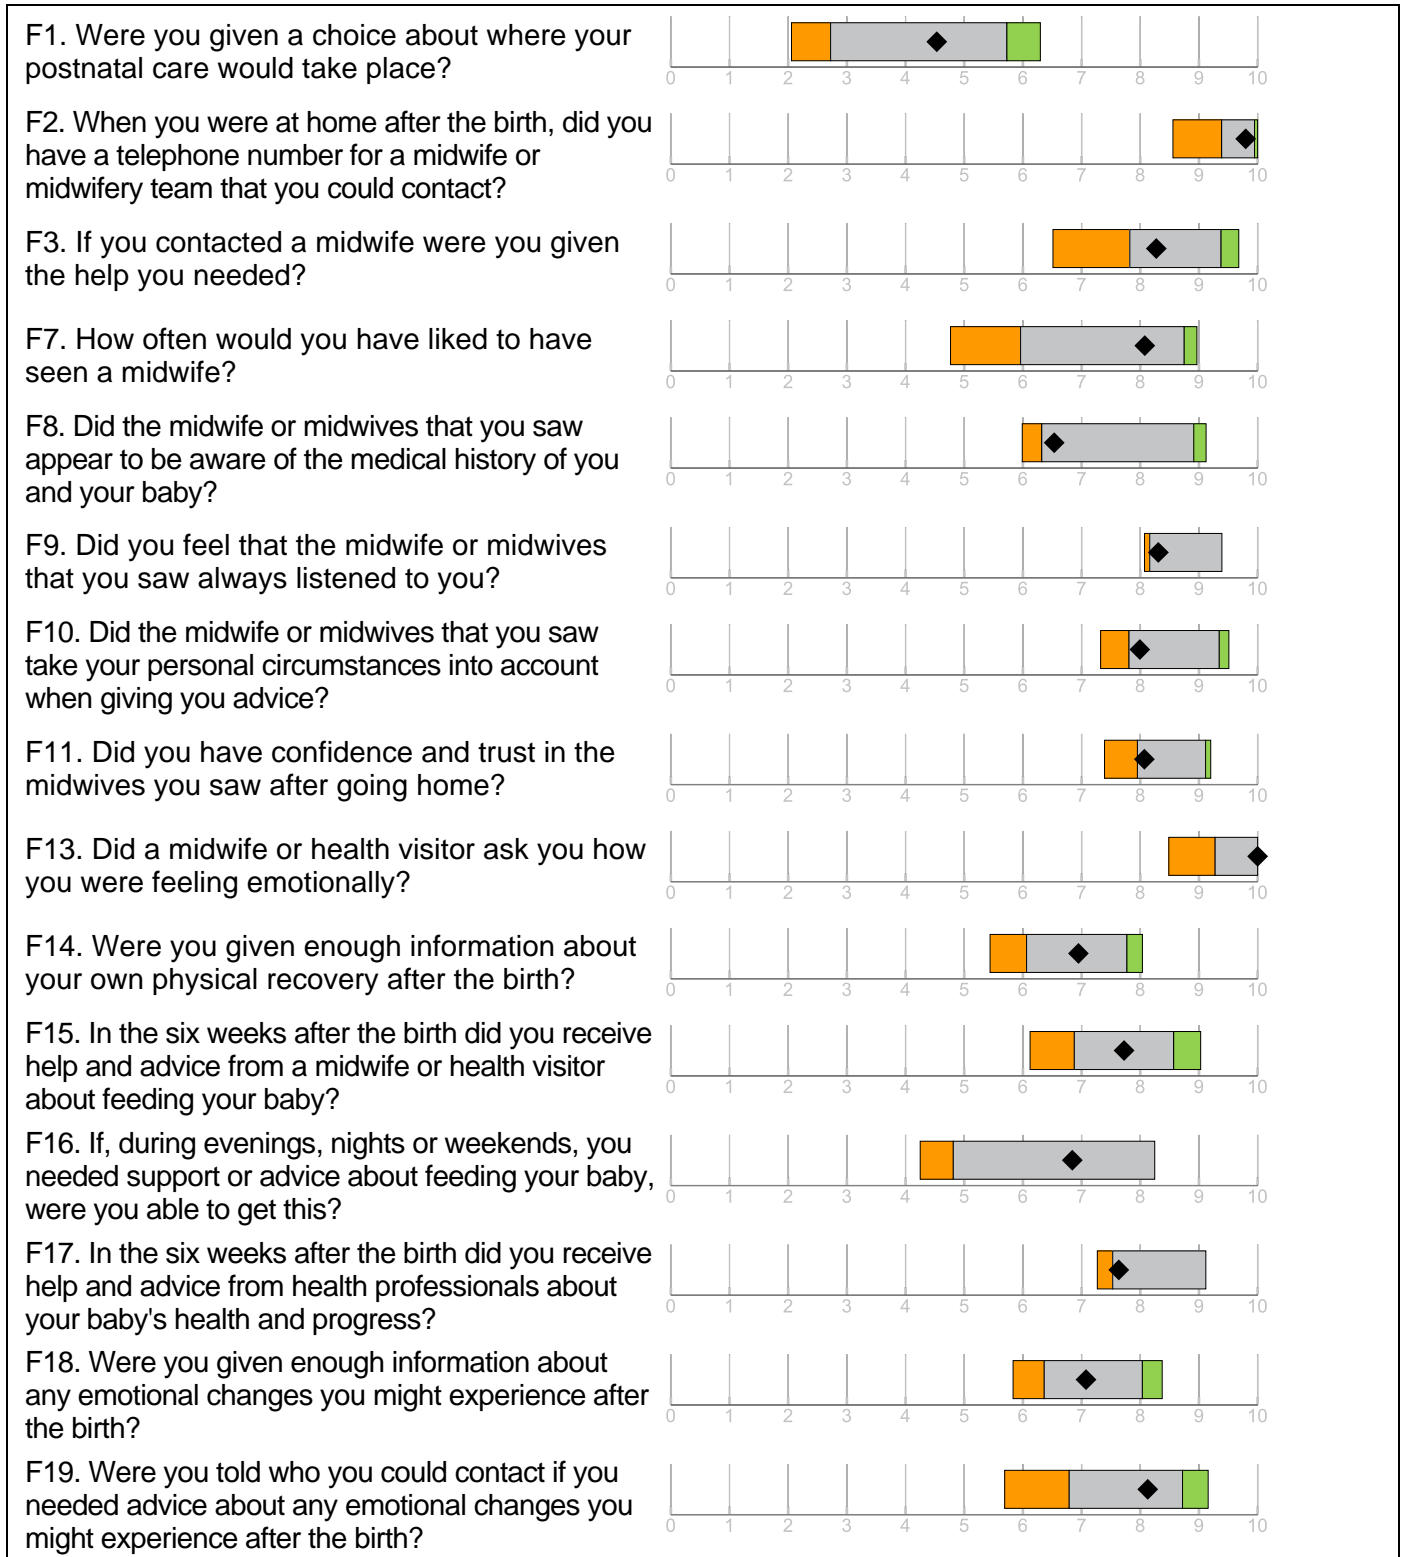 F1. Were you given a choice about where your
postnatal care would take place?
0 1 2 3 4 5 6 7 8 9 10
F2. When you were at home after the birth, did you
have a telephone number for a midwife or
midwifery team that you could contact?
0 1 2 3 4 5 6 7 8 9 10
F3. If you contacted a midwife were you given
the help you needed?
0 1 2 3 4 5 6 7 8 9 10
F7. How often would you have liked to have
seen a midwife?
0 1 2 3 4 5 6 7 8 9 10
F8. Did the midwife or midwives that you saw
appear to be aware of the medical history of you
and your baby?
0 1 2 3 4 5 6 7 8 9 10
F9. Did you feel that the midwife or midwives
that you saw always listened to you?
0 1 2 3 4 5 6 7 8 9 10
F10. Did the midwife or midwives that you saw
take your personal circumstances into account
when giving you advice?
0 1 2 3 4 5 6 7 8 9 10
F11. Did you have confidence and trust in the
midwives you saw after going home?
0 1 2 3 4 5 6 7 8 9 10
F13. Did a midwife or health visitor ask you how
you were feeling emotionally?
0 1 2 3 4 5 6 7 8 9 10
F14. Were you given enough information about
your own physical recovery after the birth?
0 1 2 3 4 5 6 7 8 9 10
F15. In the six weeks after the birth did you receive
help and advice from a midwife or health visitor
about feeding your baby?
0 1 2 3 4 5 6 7 8 9 10
F16. If, during evenings, nights or weekends, you
needed support or advice about feeding your baby,
were you able to get this?
0 1 2 3 4 5 6 7 8 9 10
F17. In the six weeks after the birth did you receive
help and advice from health professionals about
your baby's health and progress?
0 1 2 3 4 5 6 7 8 9 10
F18. Were you given enough information about
any emotional changes you might experience after
the birth?
0 1 2 3 4 5 6 7 8 9 10
F19. Were you told who you could contact if you
needed advice about any emotional changes you
might experience after the birth?
0 1 2 3 4 5 6 7 8 9 10